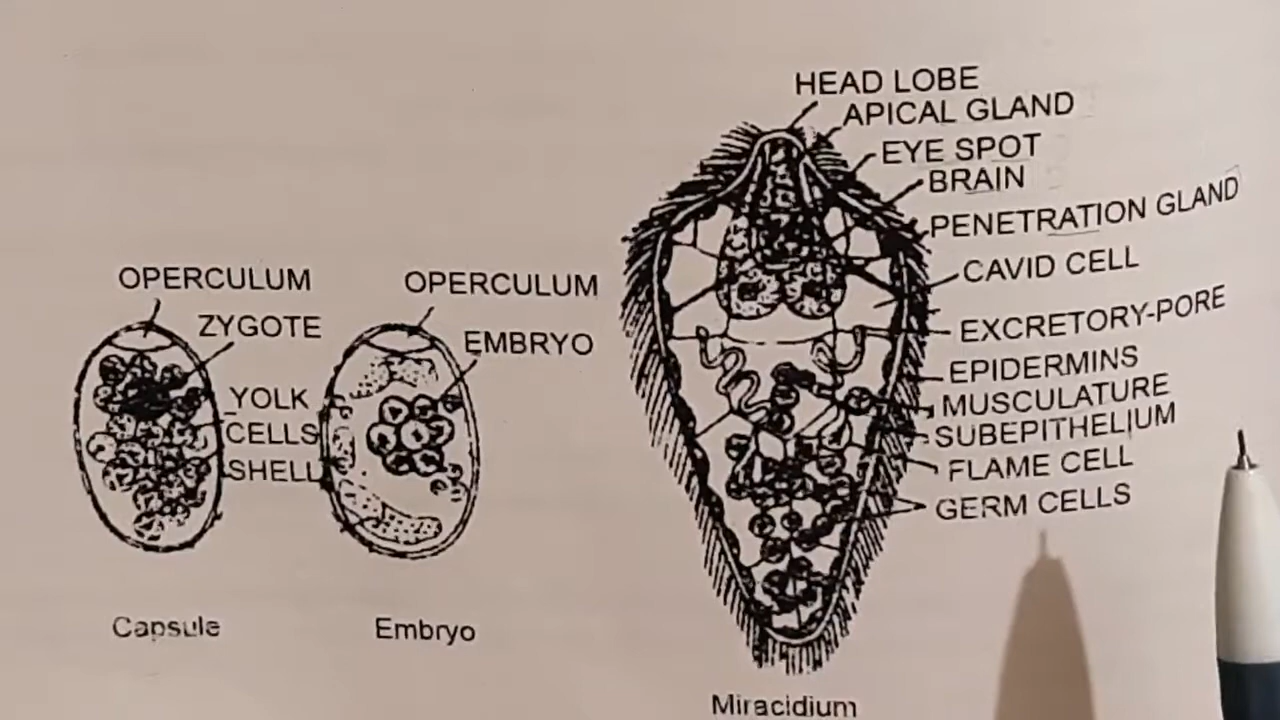 HEAD LOBE
APICAL GLAND
EYE SPOT
BRAIN
PENETRATION GLAND
CAVID CELL
EXCRETORY-PORE
EPIDERMINS
MUSCULATURE
SUBEPITHELIUM
FLAME CELL
GERM CELLS
OPERCULUM
ZYGOTE
YOLK
CELLS
SHELL
OPERCULUM
EMBRYO
Capsule
Embryo
Miracidium